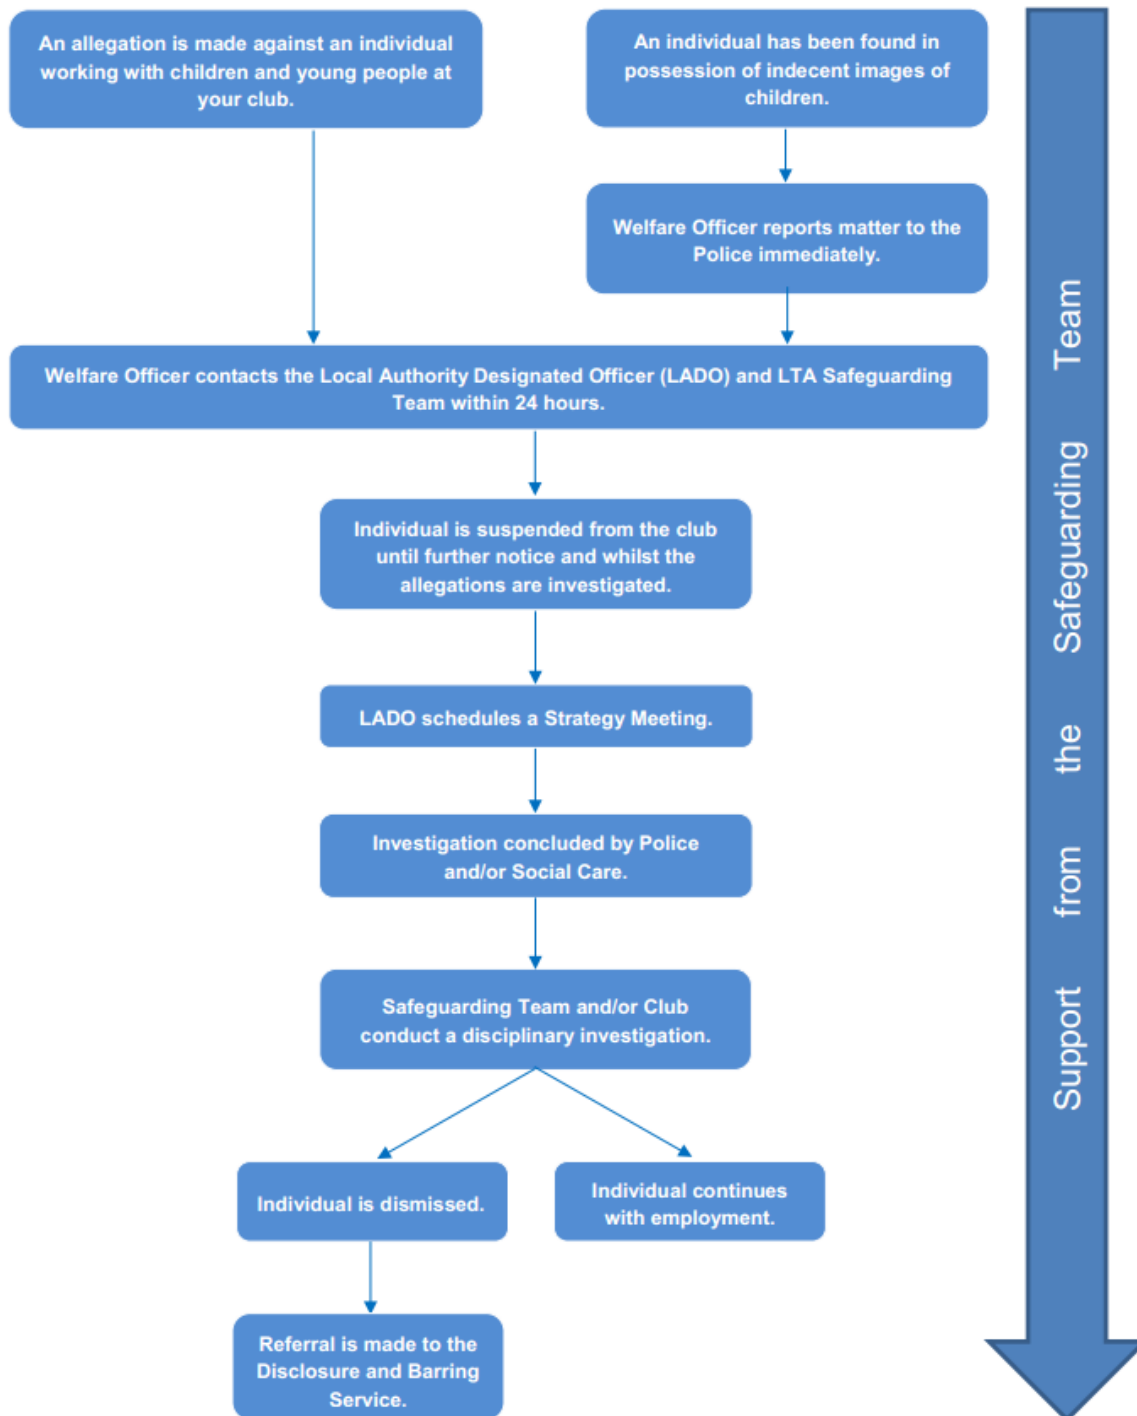 An allegation is made against an individual
working with children and young people at
your club.
An individual has been found in
possession of indecent images of
children.
Welfare Officer reports matter to the
Police immediately.
Welfare Officer contacts the Local Authority Designated Officer (LADO) and LTA Safeguarding
Team within 24 hours.
Individual is suspended from the club
until further notice and whilst the
allegations are investigated.
LADO schedules a Strategy Meeting.
Investigation concluded by Police
and/or Social Care.
Safeguarding Team and/or Club
conduct a disciplinary investigation.
Individual is dismissed.
Individual continues
with employment.
Referral is made to the
Disclosure and Barring
Service.
Support from the Safeguarding Team